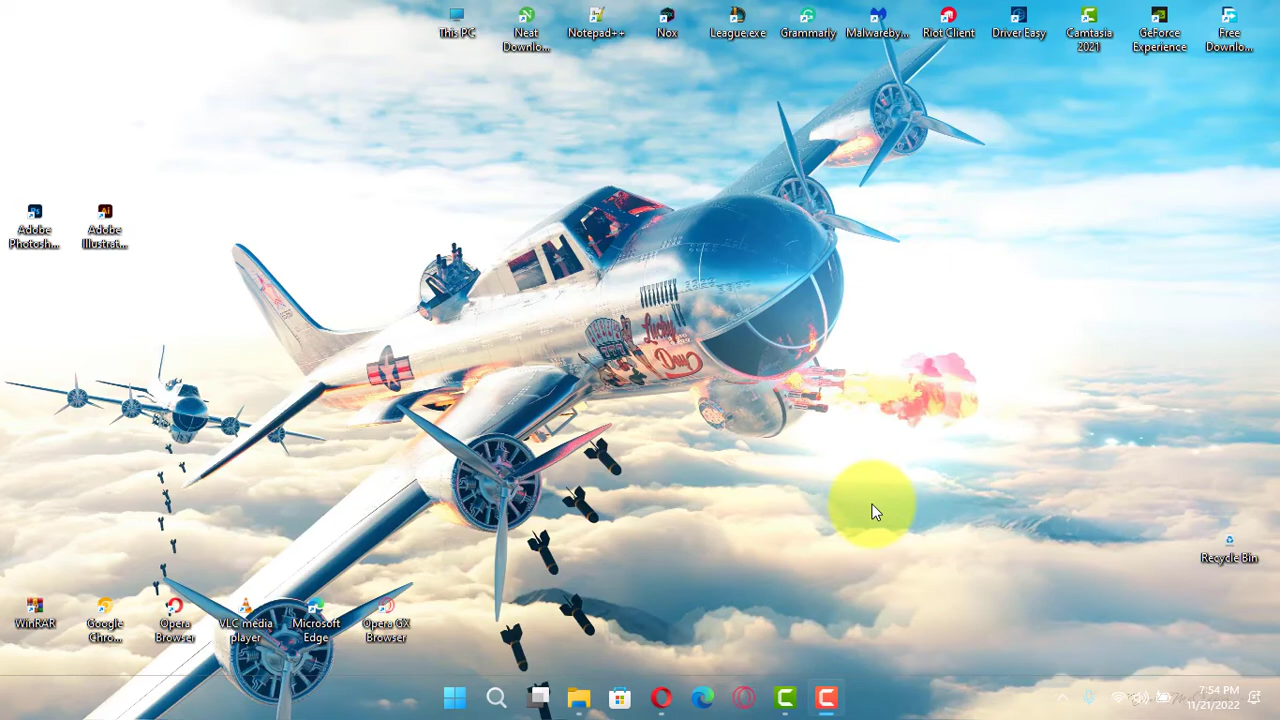 This PC
Neat
Downlo...
Notepad++
Nox
League.exe
Grammarly
Malwareby...
Riot Client
Driver Easy
Camtasia
2021
GeForce
Experience
Free
Downlo...
Adobe
Photosh...
Adobe
Illustrat...
Lucky
Day
Recycle Bin
WinRAR
Google
Chro...
Opera
Browser
VLC media
player
Microsoft
Edge
Opera GX
Browser
7:54 PM
11/21/2022